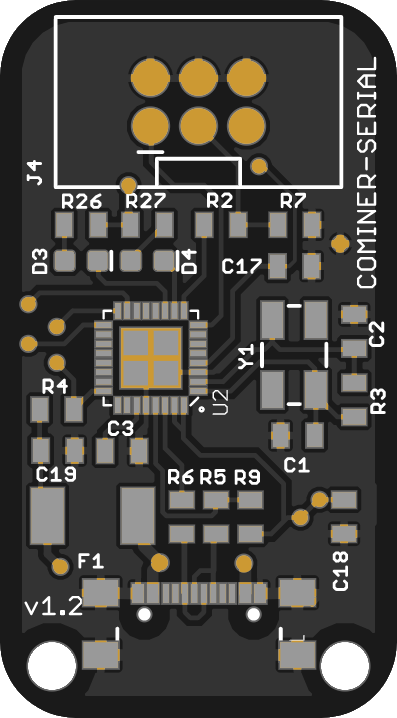 J4
COMINER-SERIAL
R26
R27
R2
R7
D3
D4
C17
C2
Y1
R4
U2
R3
C3
C1
C19
R6
R5
R9
F1
C18
v1.2